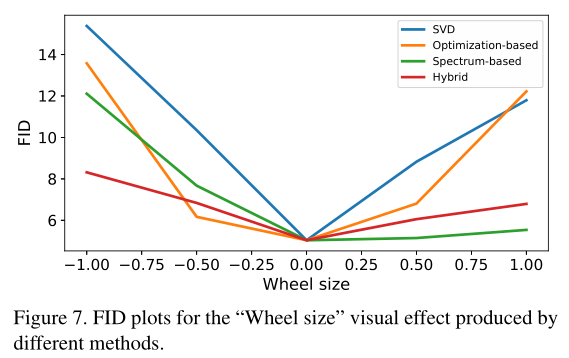 SVD
Optimization-based
Spectrum-based
Hybrid
14
12
10
8
6
FID
−1.00 −0.75 −0.50 −0.25 0.00 0.25 0.50 0.75 1.00
Wheel size
Figure 7. FID plots for the “Wheel size” visual effect produced by
different methods.